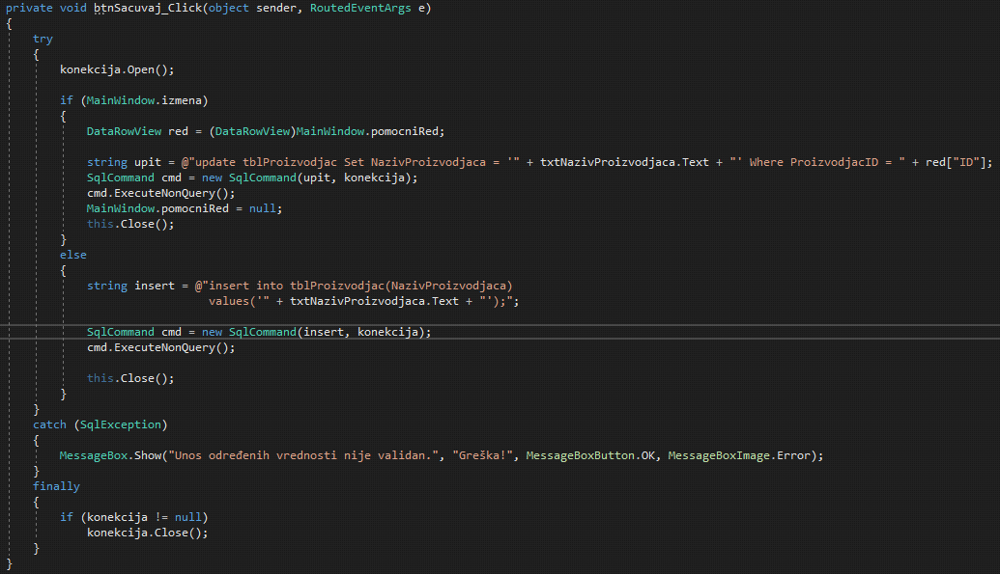 private void btnSacuvaj_Click(object sender, RoutedEventArgs e)
{
    try
    {
        konekcija.Open();
        if (MainWindow.izmena)
        {
            DataRowView red = (DataRowView)MainWindow.pomocniRed;
            string upit = @"update tblProizvodjac Set NazivProizvodjaca = '" + txtNazivProizvodjaca.Text + "' Where ProizvodjacID = " + red["ID"];
            SqlCommand cmd = new SqlCommand(upit, konekcija);
            cmd.ExecuteNonQuery();
            MainWindow.pomocniRed = null;
            this.Close();
        }
        else
        {
            string insert = @"insert into tblProizvodjac(NazivProizvodjaca)
                              values('" + txtNazivProizvodjaca.Text + "');";
            SqlCommand cmd = new SqlCommand(insert, konekcija);
            cmd.ExecuteNonQuery();
            this.Close();
        }
    }
    catch (SqlException)
    {
        MessageBox.Show("Unos određenih vrednosti nije validan.", "Greška!", MessageBoxButton.OK, MessageBoxImage.Error);
    }
    finally
    {
        if (konekcija != null)
            konekcija.Close();
    }
}